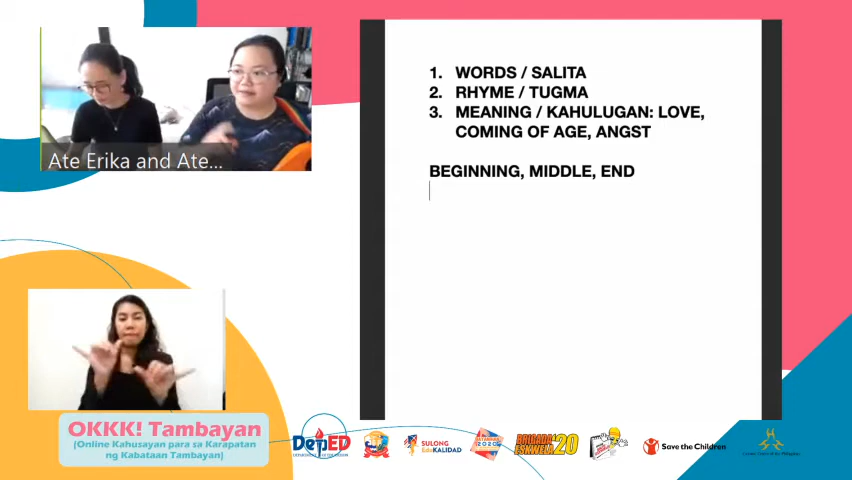 Ate Erika and Ate...
1. WORDS / SALITA
2. RHYME / TUGMA
3. MEANING / KAHULUGAN: LOVE,
COMING OF AGE, ANGST
BEGINNING, MIDDLE, END
OKKK! Tambayan
(Online Kahusayan para sa Karapatan
ng Kabataan Tambayan)
DepED
SULONG
EduKALIDAD
2020
BRIGADA
ESKWELA
'20
Save the Children